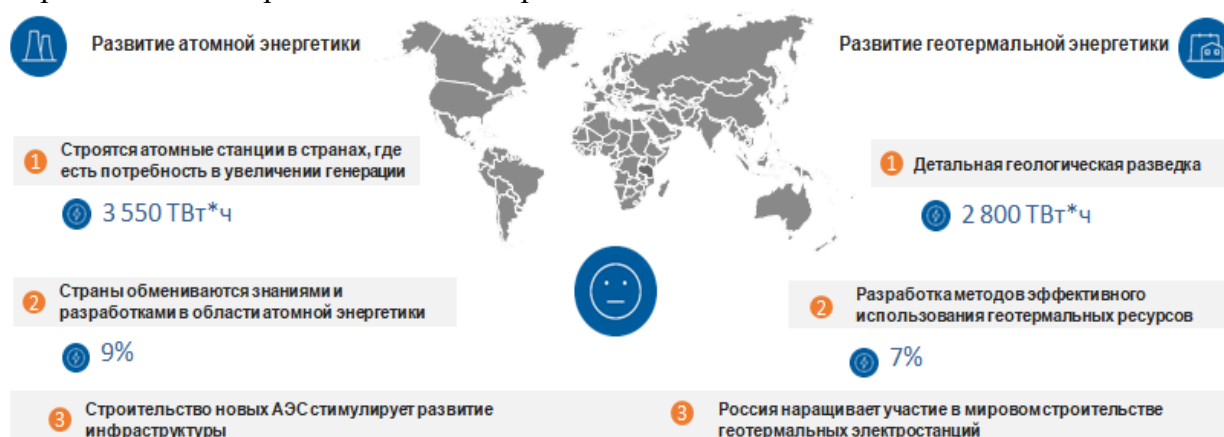 Развитие атомной энергетики
Развитие геотермальной энергетики
1 Строятся атомные станции в странах, где
есть потребность в увеличении генерации
3 550 ТВт*ч
1 Детальная геологическая разведка
2 800 ТВт*ч
2 Страны обмениваются знаниями и
разработками в области атомной энергетики
9%
2 Разработка методов эффективного
использования геотермальных ресурсов
7%
3 Строительство новых АЭС стимулирует развитие
инфраструктуры
3 Россия наращивает участие в мировом строительстве
геотермальных электростанций